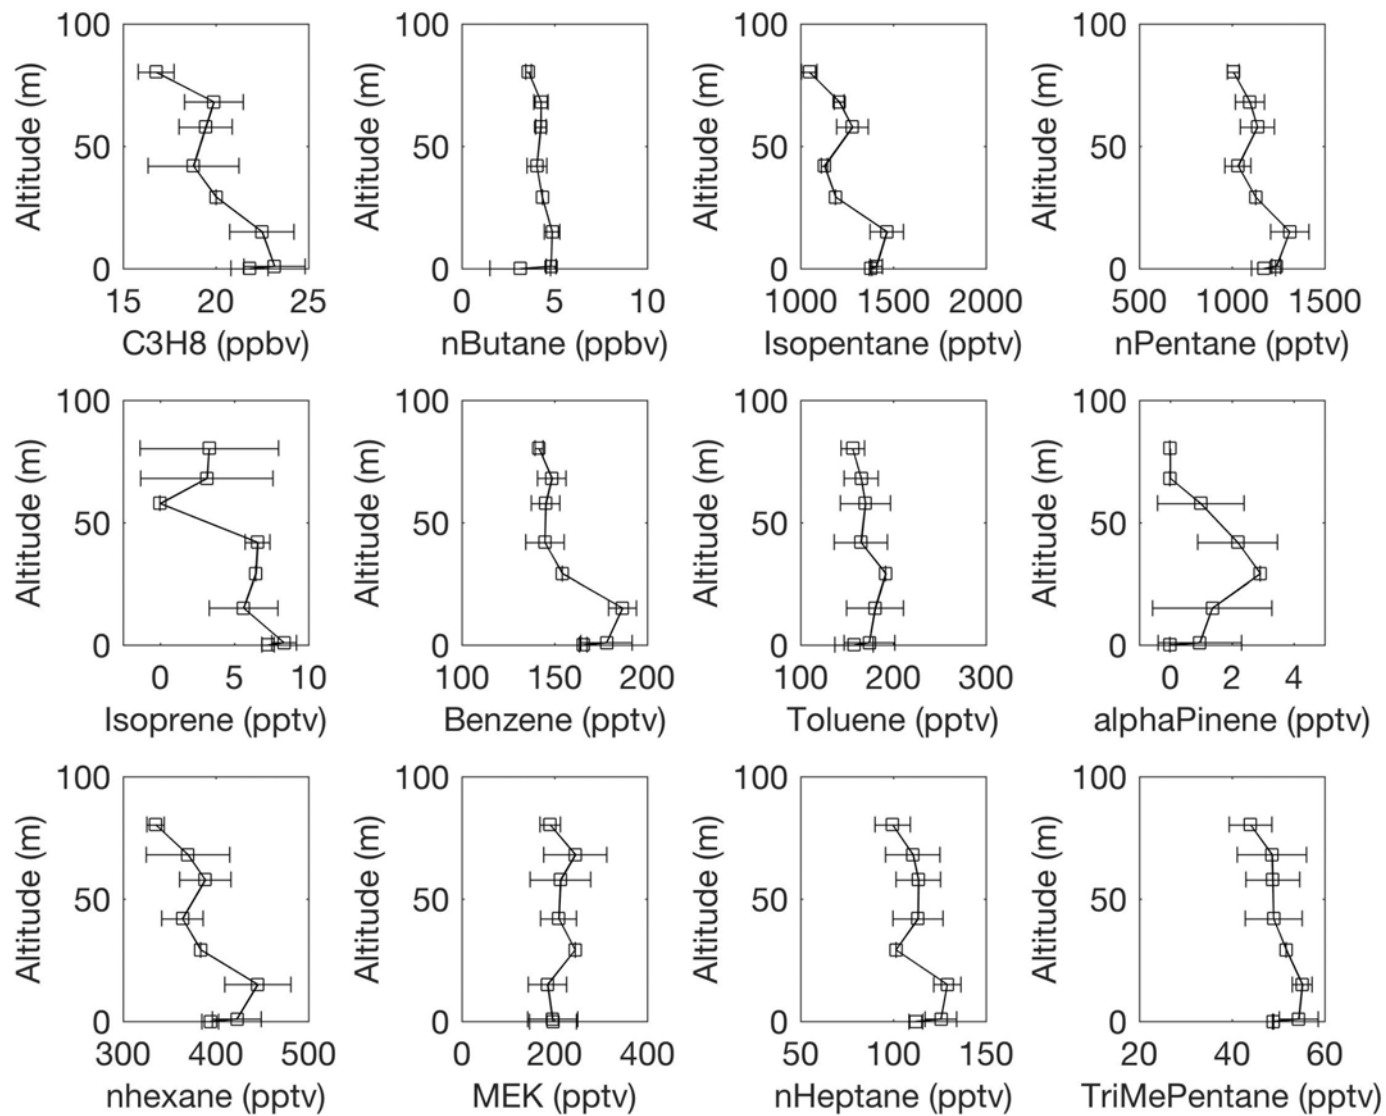 100 100 100 100
Altitude (m) Altitude (m) Altitude (m) Altitude (m)
50 50 50 50
0 0 0 0
15 20 25 0 5 10 1000 1500 2000 500 1000 1500
C3H8 (ppbv) nButane (ppbv) Isopentane (pptv) nPentane (pptv)
100 100 100 100
Altitude (m) Altitude (m) Altitude (m) Altitude (m)
50 50 50 50
0 0 0 0
0 5 10 100 150 200 100 200 300 0 2 4
Isoprene (pptv) Benzene (pptv) Toluene (pptv) alphaPinene (pptv)
100 100 100 100
Altitude (m) Altitude (m) Altitude (m) Altitude (m)
50 50 50 50
0 0 0 0
300 400 500 0 200 400 50 100 150 20 40 60
nhexane (pptv) MEK (pptv) nHeptane (pptv) TriMePentane (pptv)